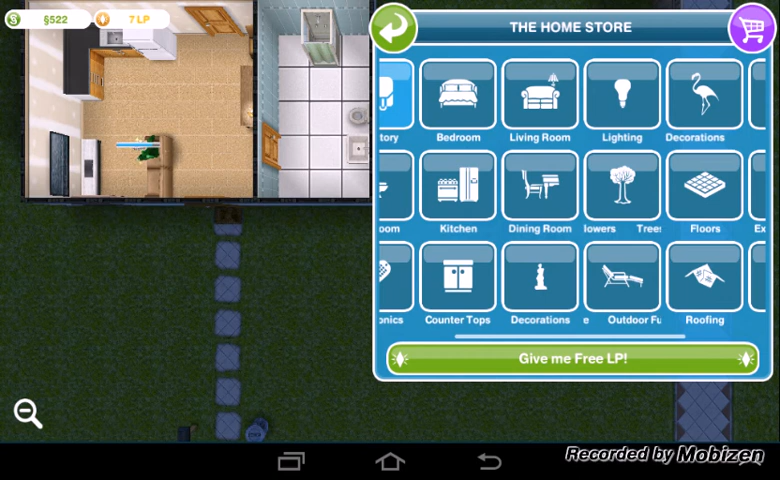 §522
7 LP
THE HOME STORE
tory
Bedroom
Living Room
Lighting
Decorations
oom
Kitchen
Dining Room
lowers
Trees
Floors
Ex
onics
Counter Tops
Decorations
e
Outdoor Fu
Roofing
Give me Free LP!
Recorded by Mobizen